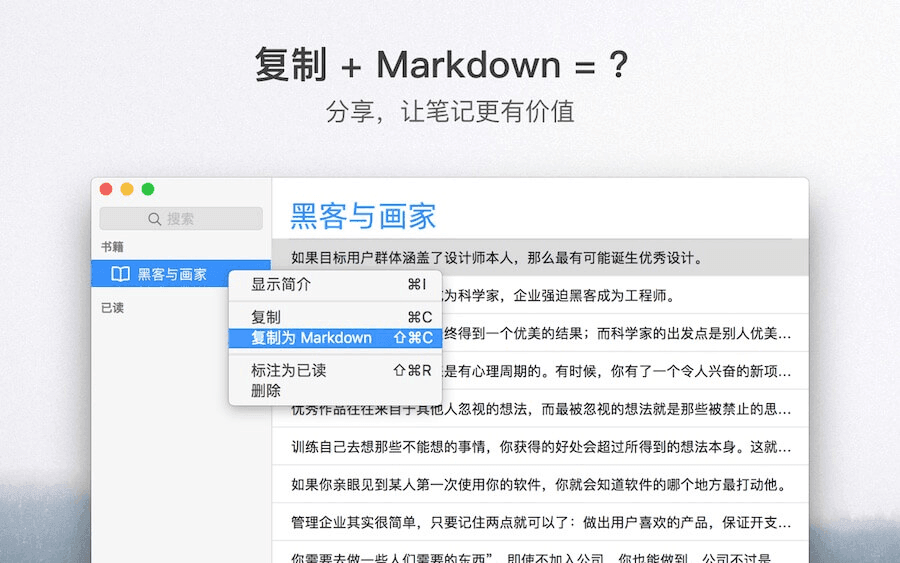 复制 + Markdown = ?
分享，让笔记更有价值
搜索
书籍
黑客与画家
已读
显示简介 ⌘I
复制 ⌘C
复制为 Markdown ⇧⌘C
标注为已读 ⇧⌘R
删除
黑客与画家
如果目标用户群体涵盖了设计师本人，那么最有可能诞生优秀设计。
为科学家，企业强迫黑客成为工程师。
终得到一个优美的结果；而科学家的出发点是别人优美...
是有心理周期的。有时候，你有了一个令人兴奋的新项...
优秀作品往往来自于其他人忽视的想法，而最被忽视的想法就是那些被禁止的思...
训练自己去想那些不能想的事情，你获得的好处会超过所得到的想法本身。这就...
如果你亲眼见到某人第一次使用你的软件，你就会知道软件的哪个地方最打动他。
管理企业其实很简单，只要记住两点就可以了：做出用户喜欢的产品，保证开支...
你需要去做一些人们需要的东西”，即使不加入公司，你也能做到。公司不过是